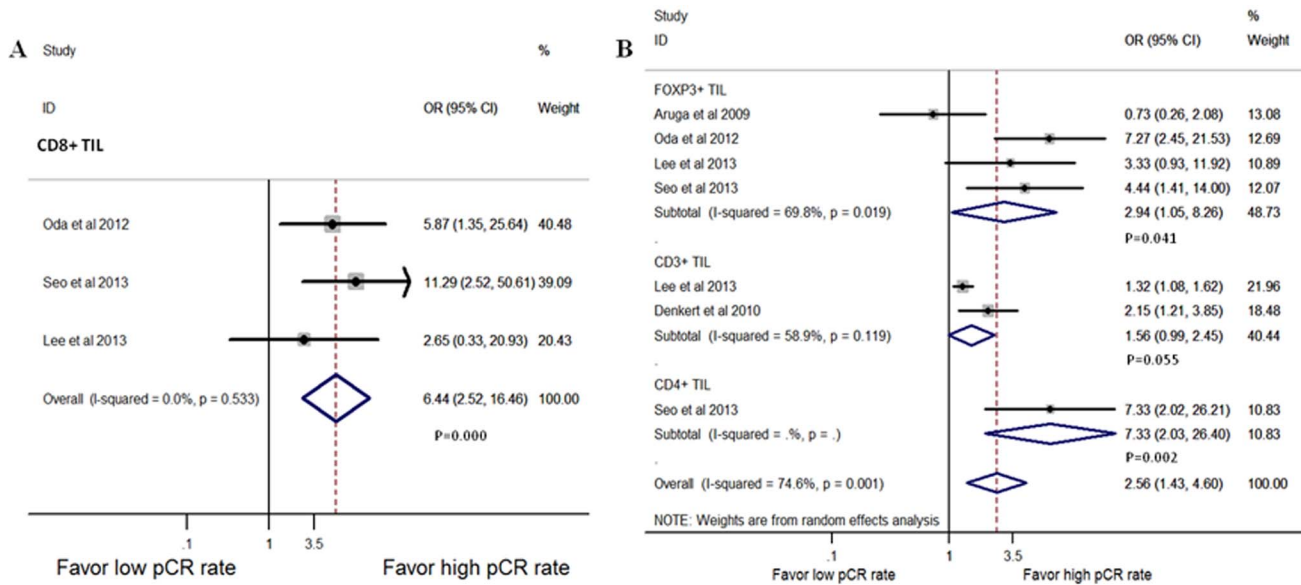 A
Study %
ID OR (95% CI) Weight
CD8+ TIL
Oda et al 2012 5.87 (1.35, 25.64) 40.48
Seo et al 2013 11.29 (2.52, 50.61) 39.09
Lee et al 2013 2.65 (0.33, 20.93) 20.43
Overall (I-squared = 0.0%, p = 0.533) 6.44 (2.52, 16.46) 100.00
P=0.000
.1 1 3.5
Favor low pCR rate Favor high pCR rate
B
Study %
ID OR (95% CI) Weight
FOXP3+ TIL
Aruga et al 2009 0.73 (0.26, 2.08) 13.08
Oda et al 2012 7.27 (2.45, 21.53) 12.69
Lee et al 2013 3.33 (0.93, 11.92) 10.89
Seo et al 2013 4.44 (1.41, 14.00) 12.07
Subtotal (I-squared = 69.8%, p = 0.019) 2.94 (1.05, 8.26) 48.73
. P=0.041
CD3+ TIL
Lee et al 2013 1.32 (1.08, 1.62) 21.96
Denkert et al 2010 2.15 (1.21, 3.85) 18.48
Subtotal (I-squared = 58.9%, p = 0.119) 1.56 (0.99, 2.45) 40.44
. P=0.055
CD4+ TIL
Seo et al 2013 7.33 (2.02, 26.21) 10.83
Subtotal (I-squared = .%, p = .) 7.33 (2.03, 26.40) 10.83
. P=0.002
Overall (I-squared = 74.6%, p = 0.001) 2.56 (1.43, 4.60) 100.00
NOTE: Weights are from random effects analysis
.1 1 3.5
Favor low pCR rate Favor high pCR rate